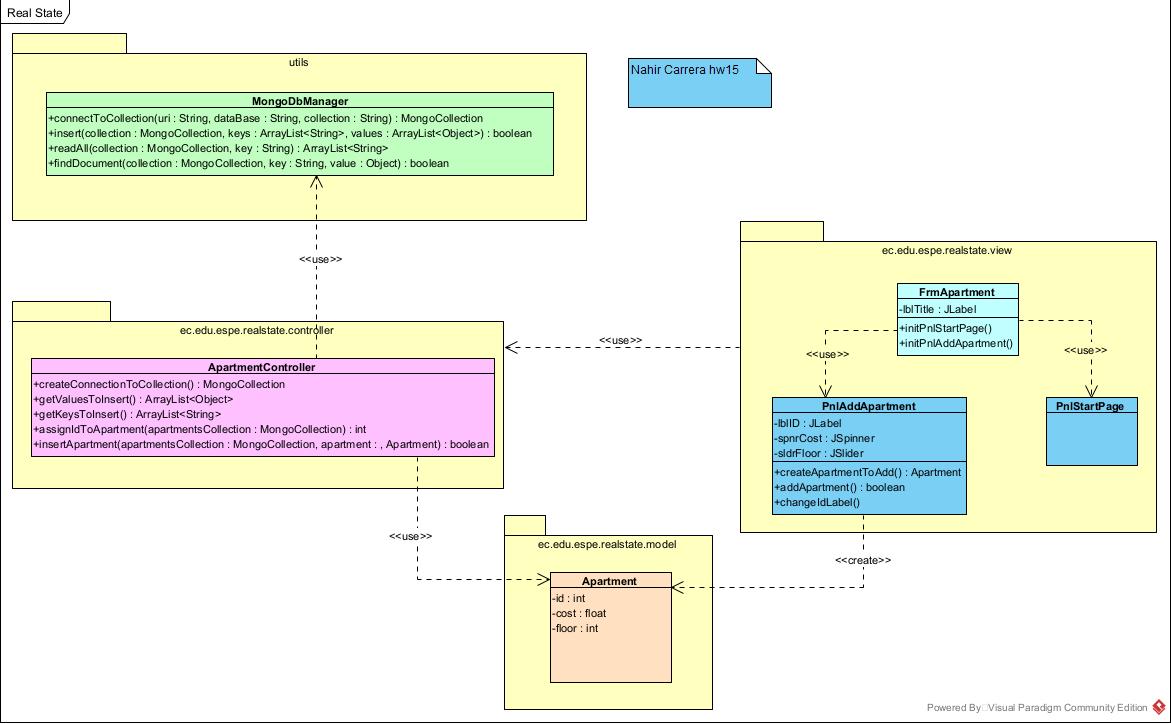 Real State
utils
MongoDbManager
+connectToCollection(uri : String, dataBase : String, collection : String) : MongoCollection
+insert(collection : MongoCollection, keys : ArrayList<String>, values : ArrayList<Object>) : boolean
+readAll(collection : MongoCollection, key : String) : ArrayList<String>
+findDocument(collection : MongoCollection, key : String, value : Object) : boolean
Nahir Carrera hw15
<<use>>
ec.edu.espe.realstate.controller
ApartmentController
+createConnectionToCollection() : MongoCollection
+getValuesToInsert() : ArrayList<Object>
+getKeysToInsert() : ArrayList<String>
+assignIdToApartment(apartmentsCollection : MongoCollection) : int
+insertApartment(apartmentsCollection : MongoCollection, apartment : , Apartment) : boolean
<<use>>
ec.edu.espe.realstate.view
FrmApartment
-lblTitle : JLabel
+initPnlStartPage()
+initPnlAddApartment()
<<use>>
<<use>>
PnlAddApartment
-lblID : JLabel
-spnrCost : JSpinner
-sldrFloor : JSlider
+createApartmentToAdd() : Apartment
+addApartment() : boolean
+changeIdLabel()
PnlStartPage
<<use>>
<<create>>
ec.edu.espe.realstate.model
Apartment
-id : int
-cost : float
-floor : int
Powered By Visual Paradigm Community Edition